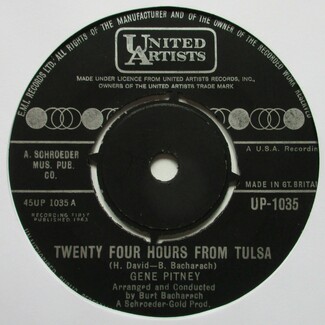 E.M.I. RECORDS LTD. ALL RIGHTS OF THE MANUFACTURER AND OF THE OWNER OF THE RECORDED WORK
UNITED
ARTISTS
MADE UNDER LICENCE FROM UNITED ARTISTS RECORDS, INC.,
OWNERS OF THE UNITED ARTISTS TRADE MARK
A. SCHROEDER
MUS. PUB.
CO.
A U.S.A. Recording
MADE IN GT. BRITAI
45UP 1035 A
RECORDING FIRST
PUBLISHED 1963
UP-1035
TWENTY FOUR HOURS FROM TULSA
(H. David—B. Bacharach)
GENE PITNEY
Arranged and Conducted
by Burt Bacharach
A Schroeder-Gold Prod.